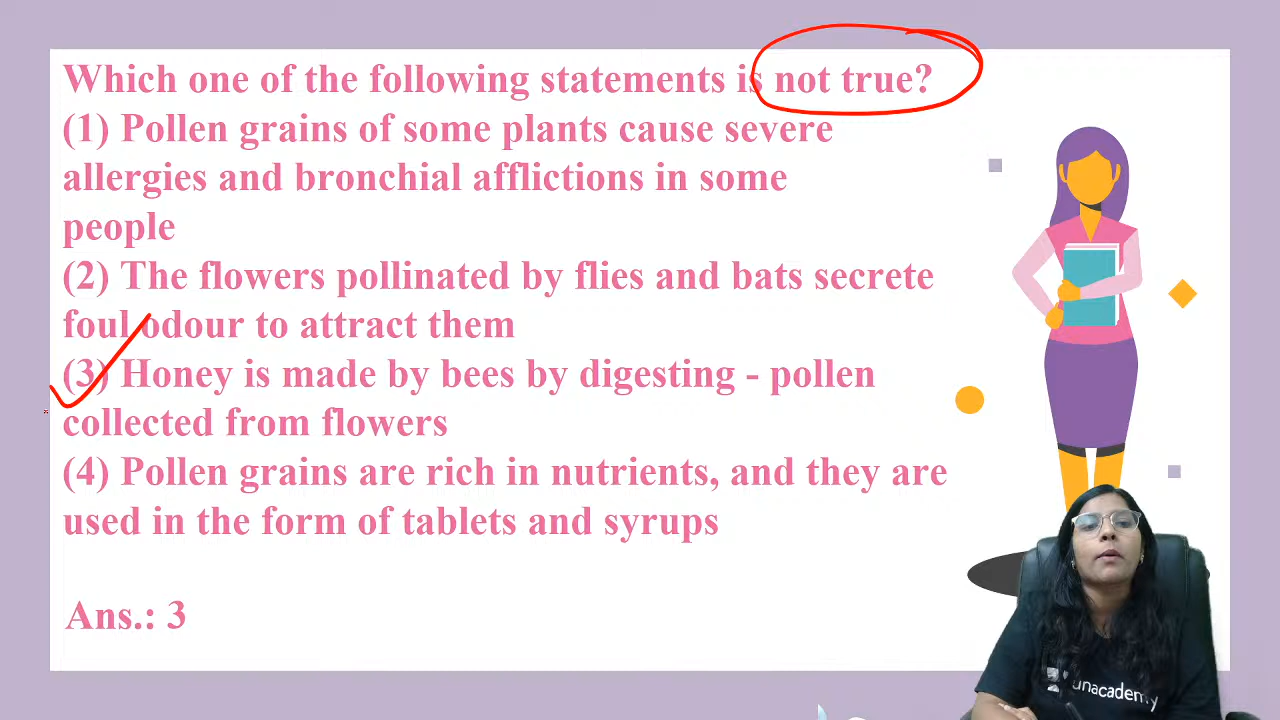 Which one of the following statements is not true?
(1) Pollen grains of some plants cause severe
allergies and bronchial afflictions in some
people
(2) The flowers pollinated by flies and bats secrete
foul odour to attract them
(3) Honey is made by bees by digesting - pollen
collected from flowers
(4) Pollen grains are rich in nutrients, and they are
used in the form of tablets and syrups
Ans.: 3
unacademy